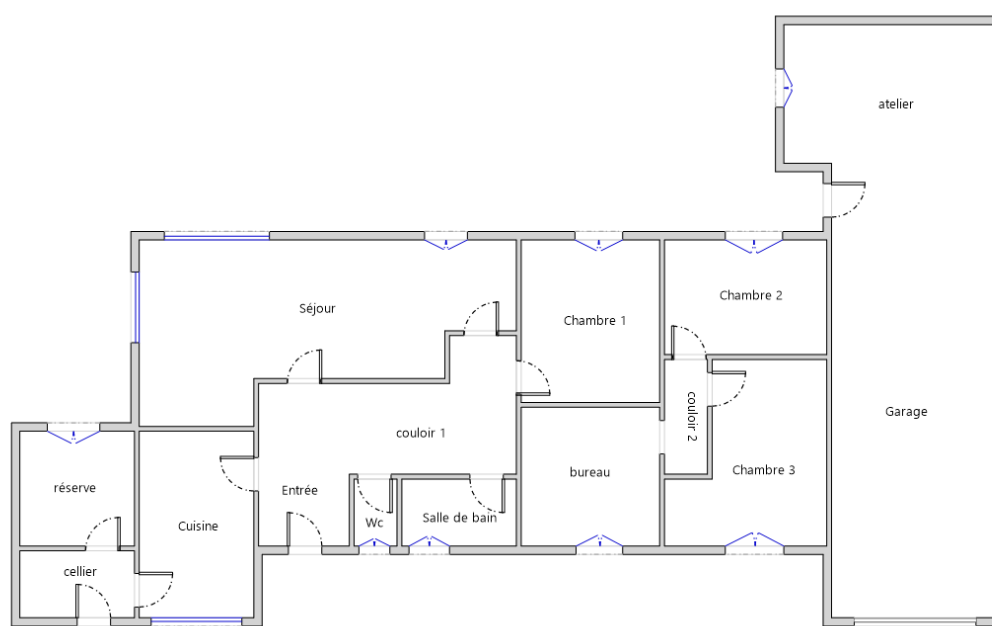 atelier
Séjour
Chambre 1
Chambre 2
couloir 1
couloir 2
Garage
bureau
Chambre 3
réserve
Entrée
Wc
Salle de bain
Cuisine
cellier